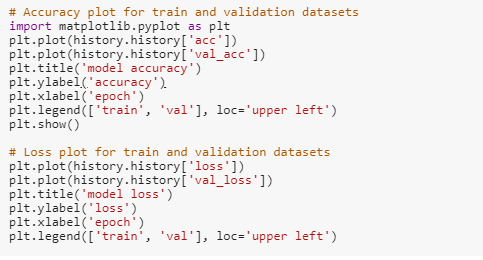 # Accuracy plot for train and validation datasets
import matplotlib.pyplot as plt
plt.plot(history.history['acc'])
plt.plot(history.history['val_acc'])
plt.title('model accuracy')
plt.ylabel('accuracy')
plt.xlabel('epoch')
plt.legend(['train', 'val'], loc='upper left')
plt.show()

# Loss plot for train and validation datasets
plt.plot(history.history['loss'])
plt.plot(history.history['val_loss'])
plt.title('model loss')
plt.ylabel('loss')
plt.xlabel('epoch')
plt.legend(['train', 'val'], loc='upper left')